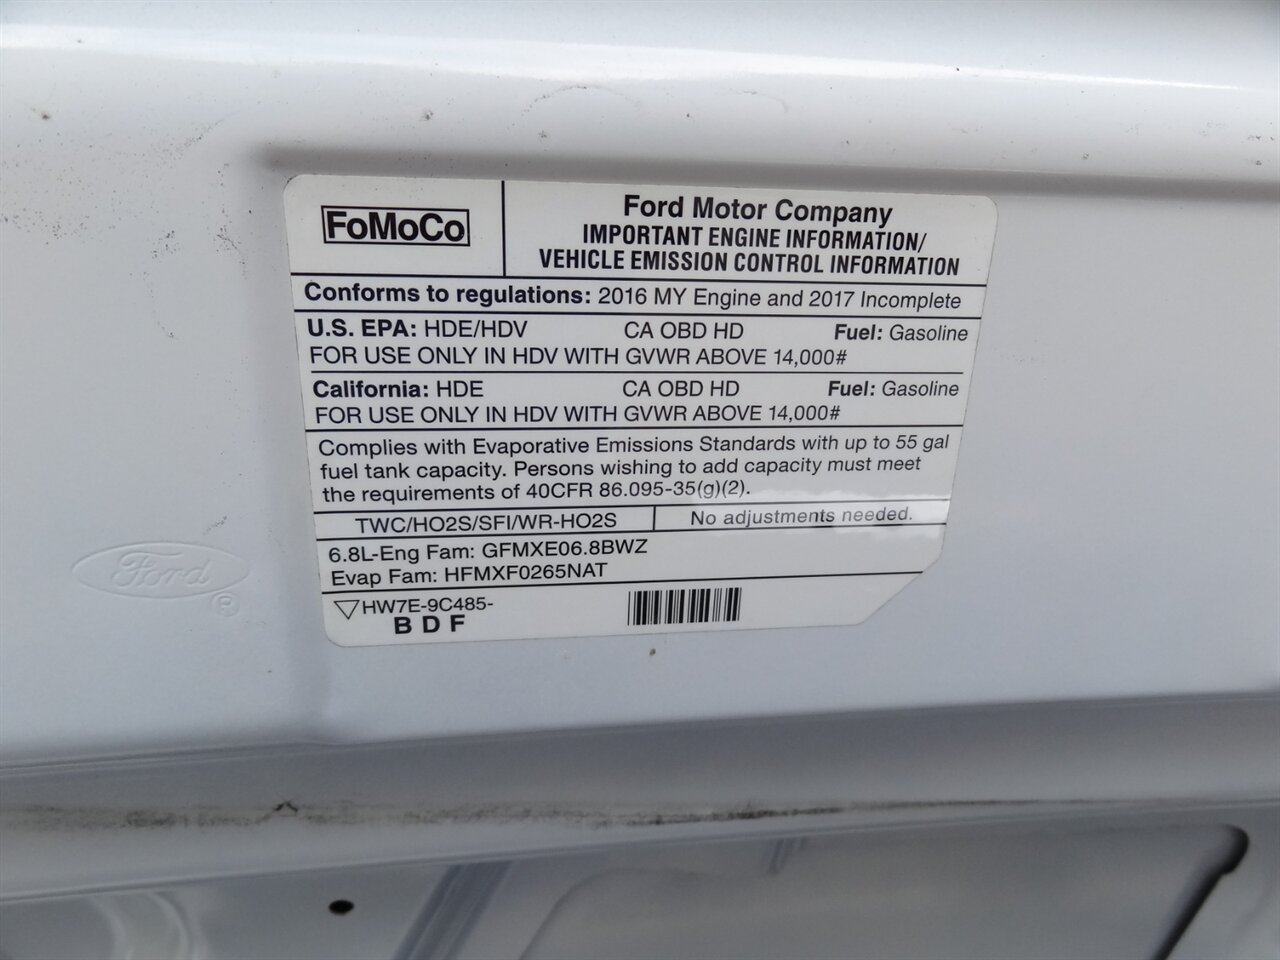 FoMoCo
Ford Motor Company
IMPORTANT ENGINE INFORMATION/
VEHICLE EMISSION CONTROL INFORMATION
Conforms to regulations: 2016 MY Engine and 2017 Incomplete
U.S. EPA: HDE/HDV CA OBD HD Fuel: Gasoline
FOR USE ONLY IN HDV WITH GVWR ABOVE 14,000#
California: HDE CA OBD HD Fuel: Gasoline
FOR USE ONLY IN HDV WITH GVWR ABOVE 14,000#
Complies with Evaporative Emissions Standards with up to 55 gal
fuel tank capacity. Persons wishing to add capacity must meet
the requirements of 40CFR 86.095-35(g)(2).
TWC/HO2S/SFI/WR-HO2S No adjustments needed.
6.8L-Eng Fam: GFMXE06.8BWZ
Evap Fam: HFMXF0265NAT
▽HW7E-9C485-
BDF
Ford
®